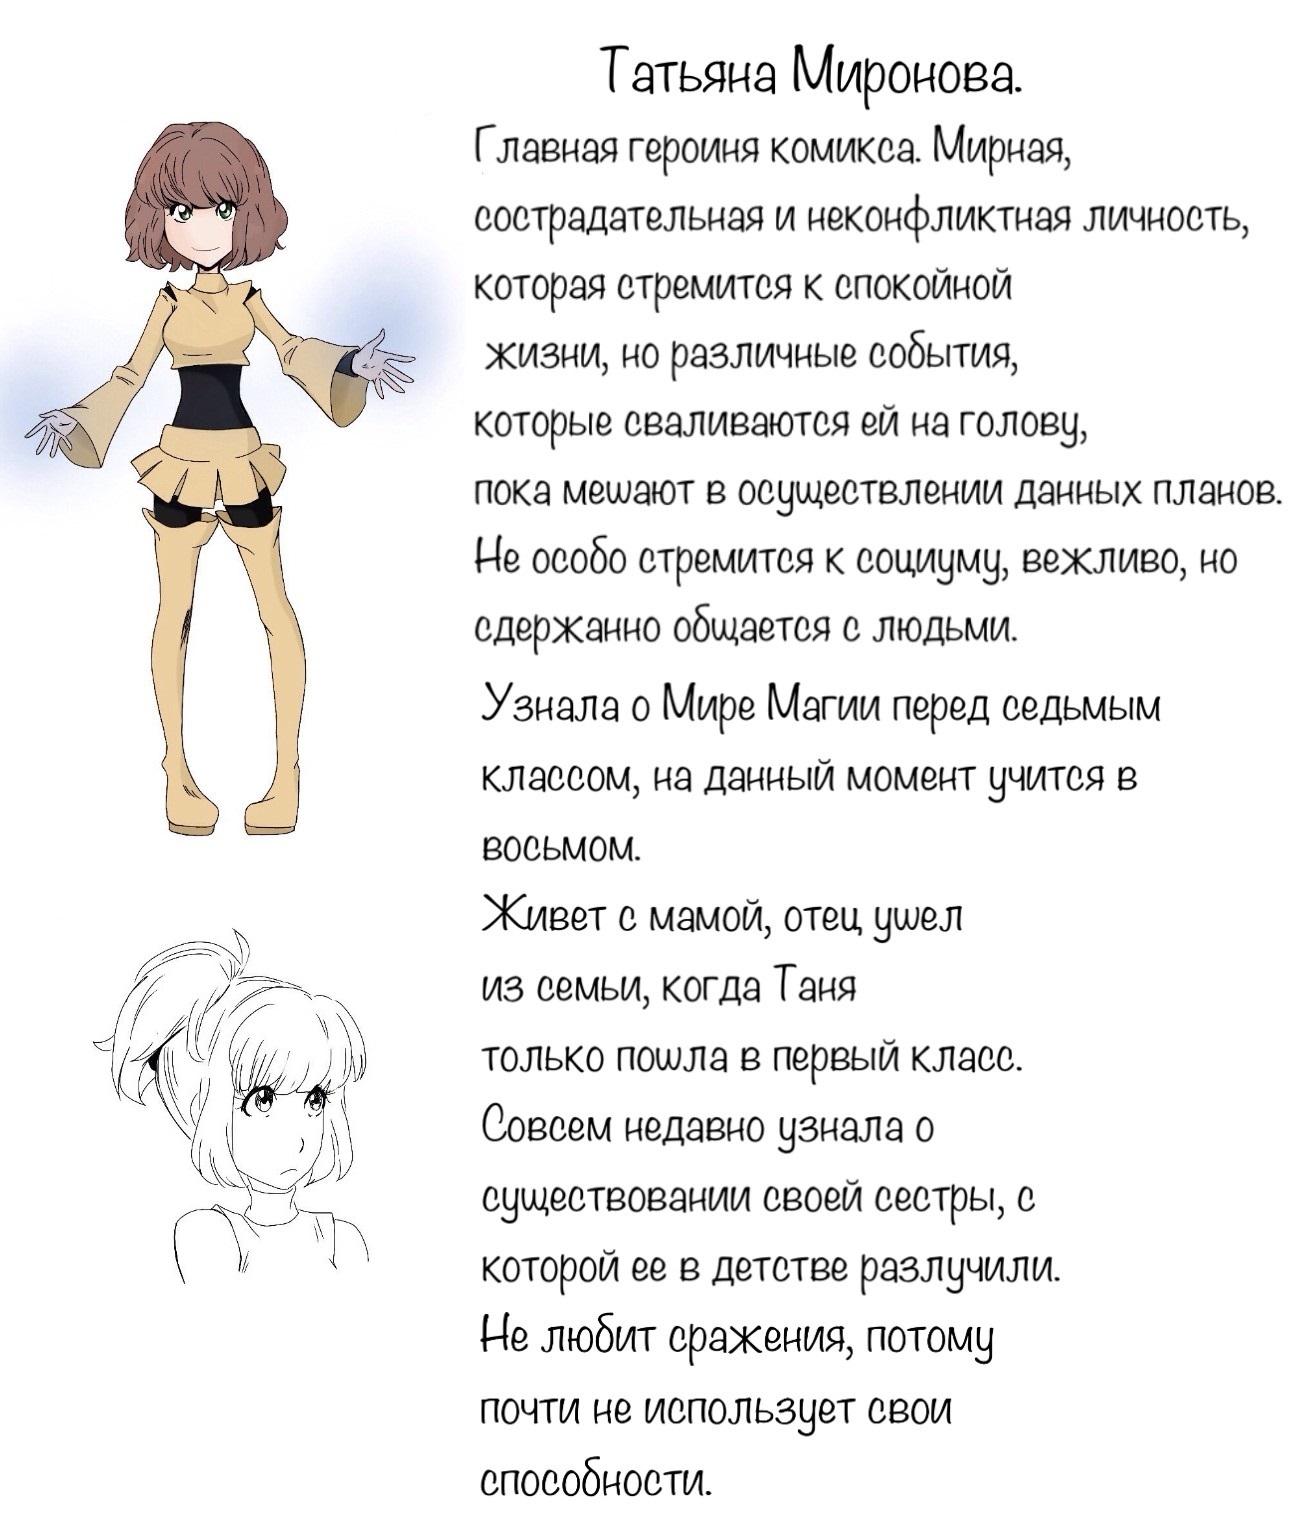 Татьяна Миронова.
Главная героиня комикса. Мирная,
сострадательная и неконфликтная личность,
которая стремится к спокойной
жизни, но различные события,
которые сваливаются ей на голову,
пока мешают в осуществлении данных планов.
Не особо стремится к социуму, вежливо, но
сдержанно общается с людьми.
Узнала о Мире Магии перед седьмым
классом, на данный момент учится в
восьмом.
Живет с мамой, отец ушел
из семьи, когда Таня
только пошла в первый класс.
Совсем недавно узнала о
существовании своей сестры, с
которой ее в детстве разлучили.
Не любит сражения, потому
почти не использует свои
способности.